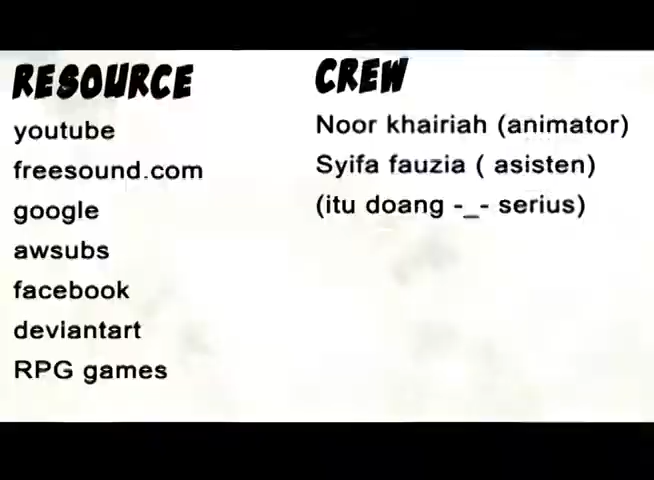 RESOURCE
youtube
freesound.com
google
awsubs
facebook
deviantart
RPG games
CREW
Noor khairiah (animator)
Syifa fauzia ( asisten)
(itu doang -_- serius)